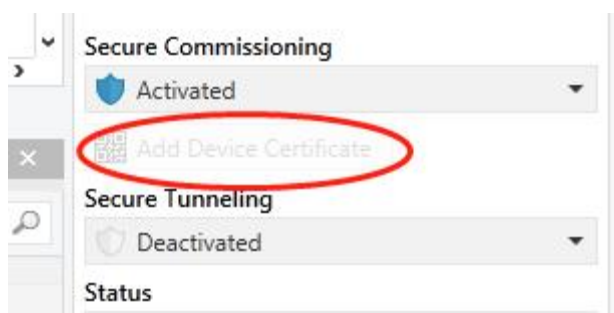 Secure Commissioning
Activated
Add Device Certificate
Secure Tunneling
Deactivated
Status